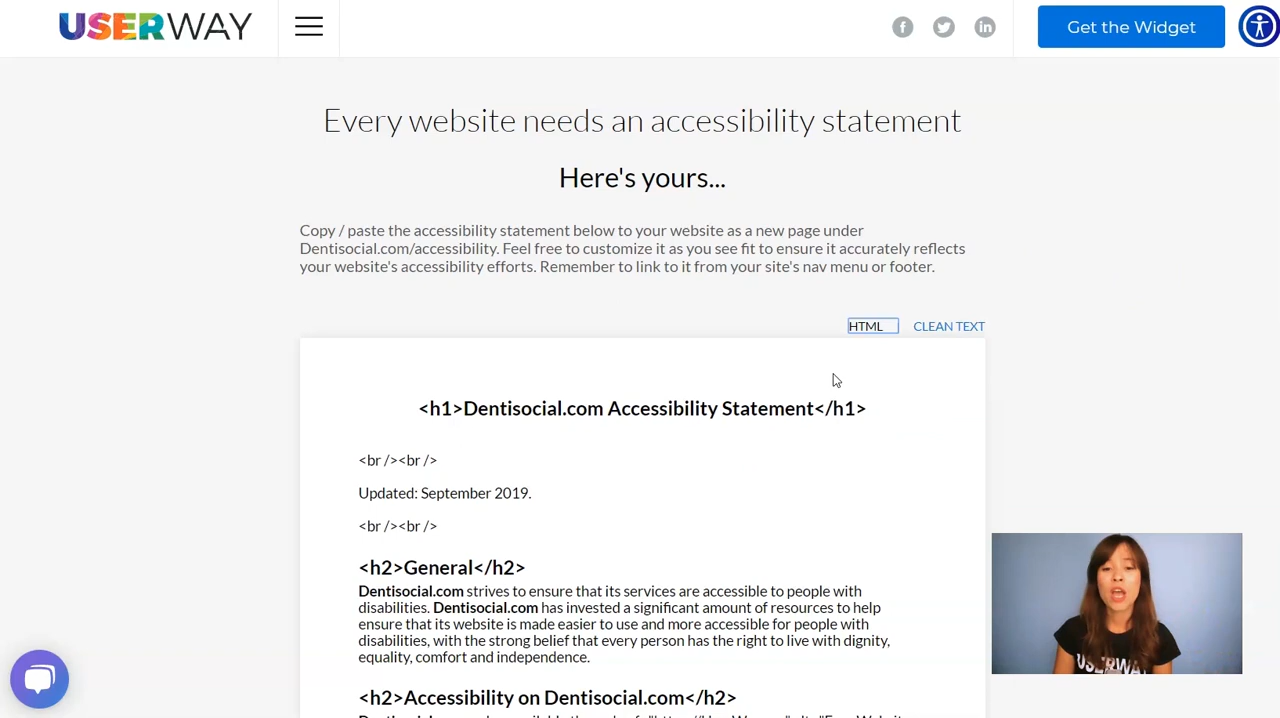 USERWAY
Get the Widget
Every website needs an accessibility statement
Here's yours...
Copy / paste the accessibility statement below to your website as a new page under
Dentisocial.com/accessibility. Feel free to customize it as you see fit to ensure it accurately reflects
your website's accessibility efforts. Remember to link to it from your site's nav menu or footer.
HTML CLEAN TEXT
<h1>Dentisocial.com Accessibility Statement</h1>
<br /><br />
Updated: September 2019.
<br /><br />
<h2>General</h2>
Dentisocial.com strives to ensure that its services are accessible to people with
disabilities. Dentisocial.com has invested a significant amount of resources to help
ensure that its website is made easier to use and more accessible for people with
disabilities, with the strong belief that every person has the right to live with dignity,
equality, comfort and independence.
<h2>Accessibility on Dentisocial.com</h2>
USERWAY